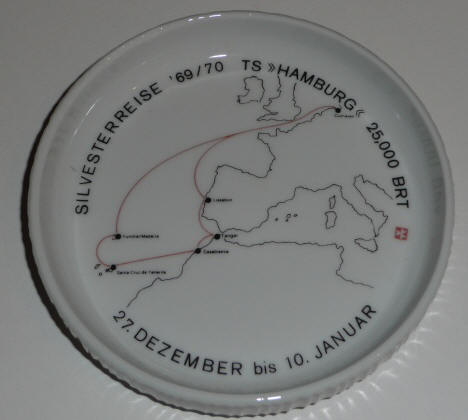 SILVESTERREISE '69/70 TS »HAMBURG« 25,000 BRT
Lissabon
Funchal/Madeira
Tanger
Casablanca
Santa Cruz de Tenerife
27. DEZEMBER bis 10. JANUAR